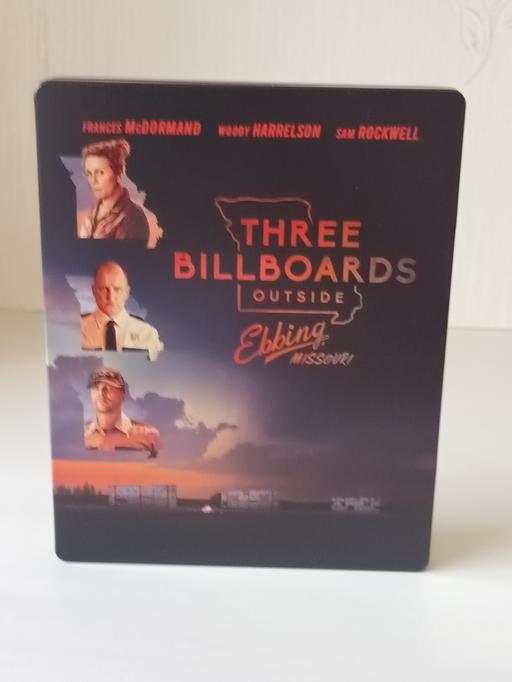 FRANCES McDORMAND WOODY HARRELSON SAM ROCKWELL
THREE
BILLBOARDS
OUTSIDE
Ebbing,
MISSOURI